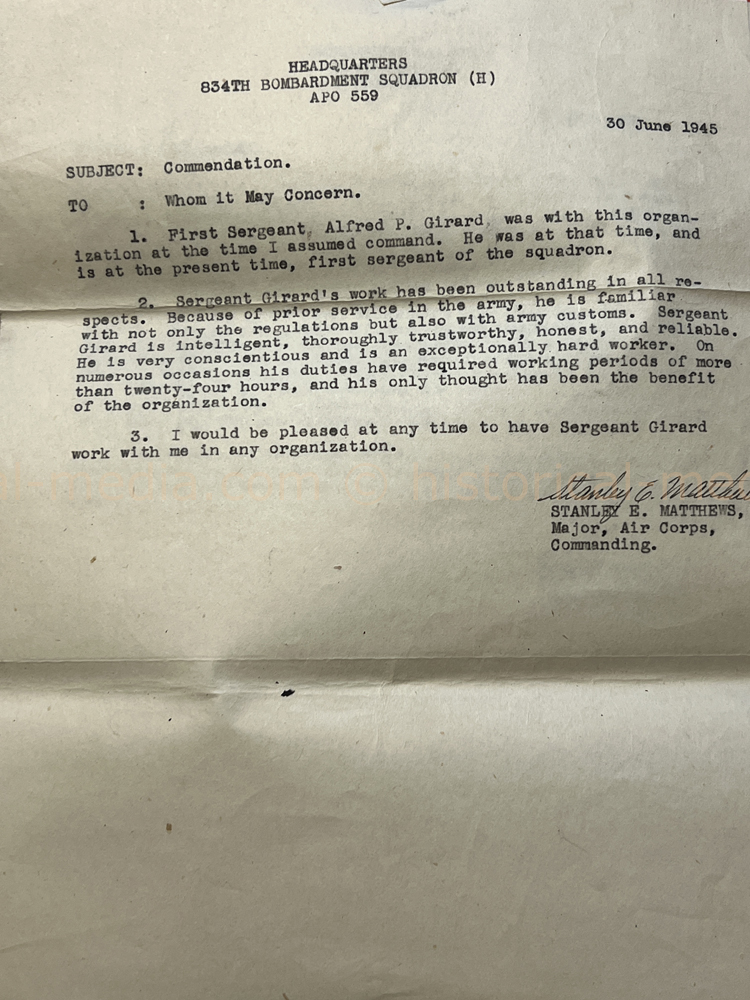 HEADQUARTERS
834TH BOMBARDMENT SQUADRON (H)
APO 559
30 June 1945
SUBJECT: Commendation.
TO : Whom it May Concern.
1. First Sergeant, Alfred P. Girard, was with this organ-
ization at the time I assumed command. He was at that time, and
is at the present time, first sergeant of the squadron.
2. Sergeant Girard's work has been outstanding in all re-
spects. Because of prior service in the army, he is familiar
with not only the regulations but also with army customs. Sergeant
Girard is intelligent, thoroughly trustworthy, honest, and reliable.
He is very conscientious and is an exceptionally hard worker. On
numerous occasions his duties have required working periods of more
than twenty-four hours, and his only thought has been the benefit
of the organization.
3. I would be pleased at any time to have Sergeant Girard
work with me in any organization.
Stanley E. Matthews
STANLEY E. MATTHEWS,
Major, Air Corps,
Commanding.